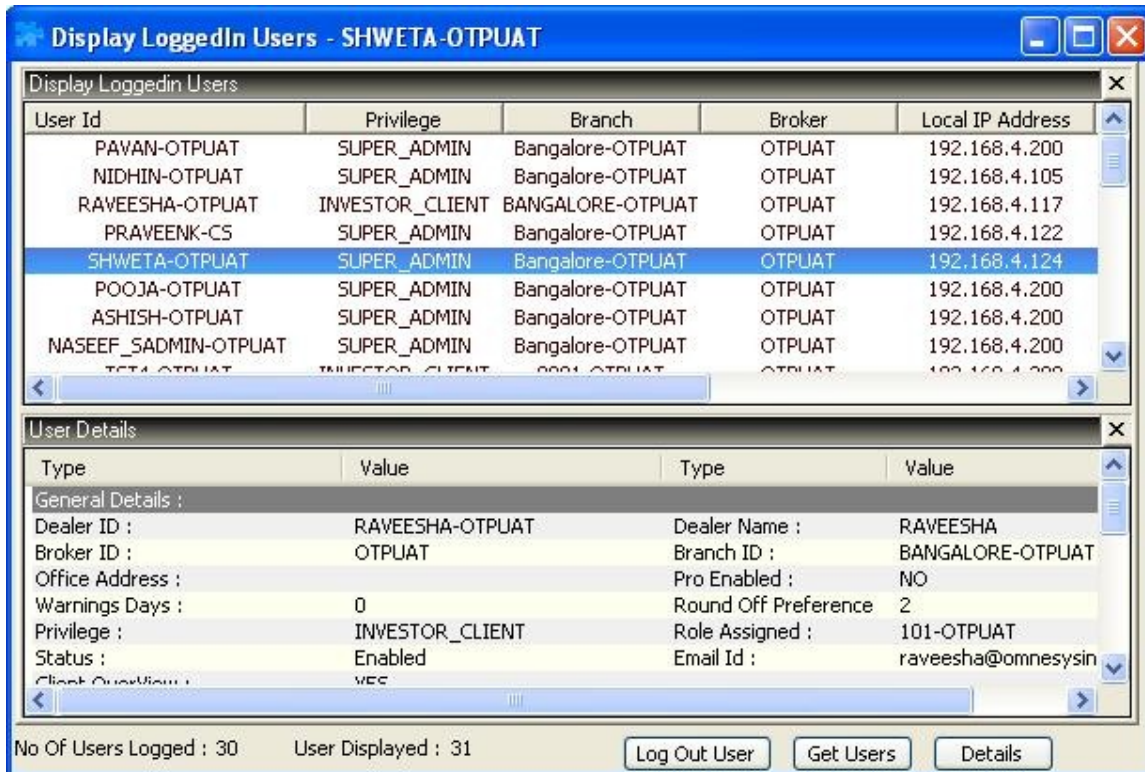 Display LoggedIn Users - SHWETA-OTPUAT
Display Loggedin Users
User Id Privilege Branch Broker Local IP Address
PAVAN-OTPUAT SUPER_ADMIN Bangalore-OTPUAT OTPUAT 192.168.4.200
NIDHIN-OTPUAT SUPER_ADMIN Bangalore-OTPUAT OTPUAT 192.168.4.105
RAVEESHA-OTPUAT INVESTOR_CLIENT BANGALORE-OTPUAT OTPUAT 192.168.4.117
PRAVEENK-CS SUPER_ADMIN Bangalore-OTPUAT OTPUAT 192.168.4.122
SHWETA-OTPUAT SUPER_ADMIN Bangalore-OTPUAT OTPUAT 192.168.4.124
POOJA-OTPUAT SUPER_ADMIN Bangalore-OTPUAT OTPUAT 192.168.4.200
ASHISH-OTPUAT SUPER_ADMIN Bangalore-OTPUAT OTPUAT 192.168.4.200
NASEEF_SADMIN-OTPUAT SUPER_ADMIN Bangalore-OTPUAT OTPUAT 192.168.4.200
INVESTOR_CLIENT OTPUAT
User Details
Type Value Type Value
General Details :
Dealer ID : RAVEESHA-OTPUAT Dealer Name : RAVEESHA
Broker ID : OTPUAT Branch ID : BANGALORE-OTPUAT
Office Address : Pro Enabled : NO
Warnings Days : 0 Round Off Preference 2
Privilege : INVESTOR_CLIENT Role Assigned : 101-OTPUAT
Status : Enabled Email Id : raveesha@omnesysin
Client OverView : YES
No Of Users Logged : 30 User Displayed : 31 Log Out User Get Users Details